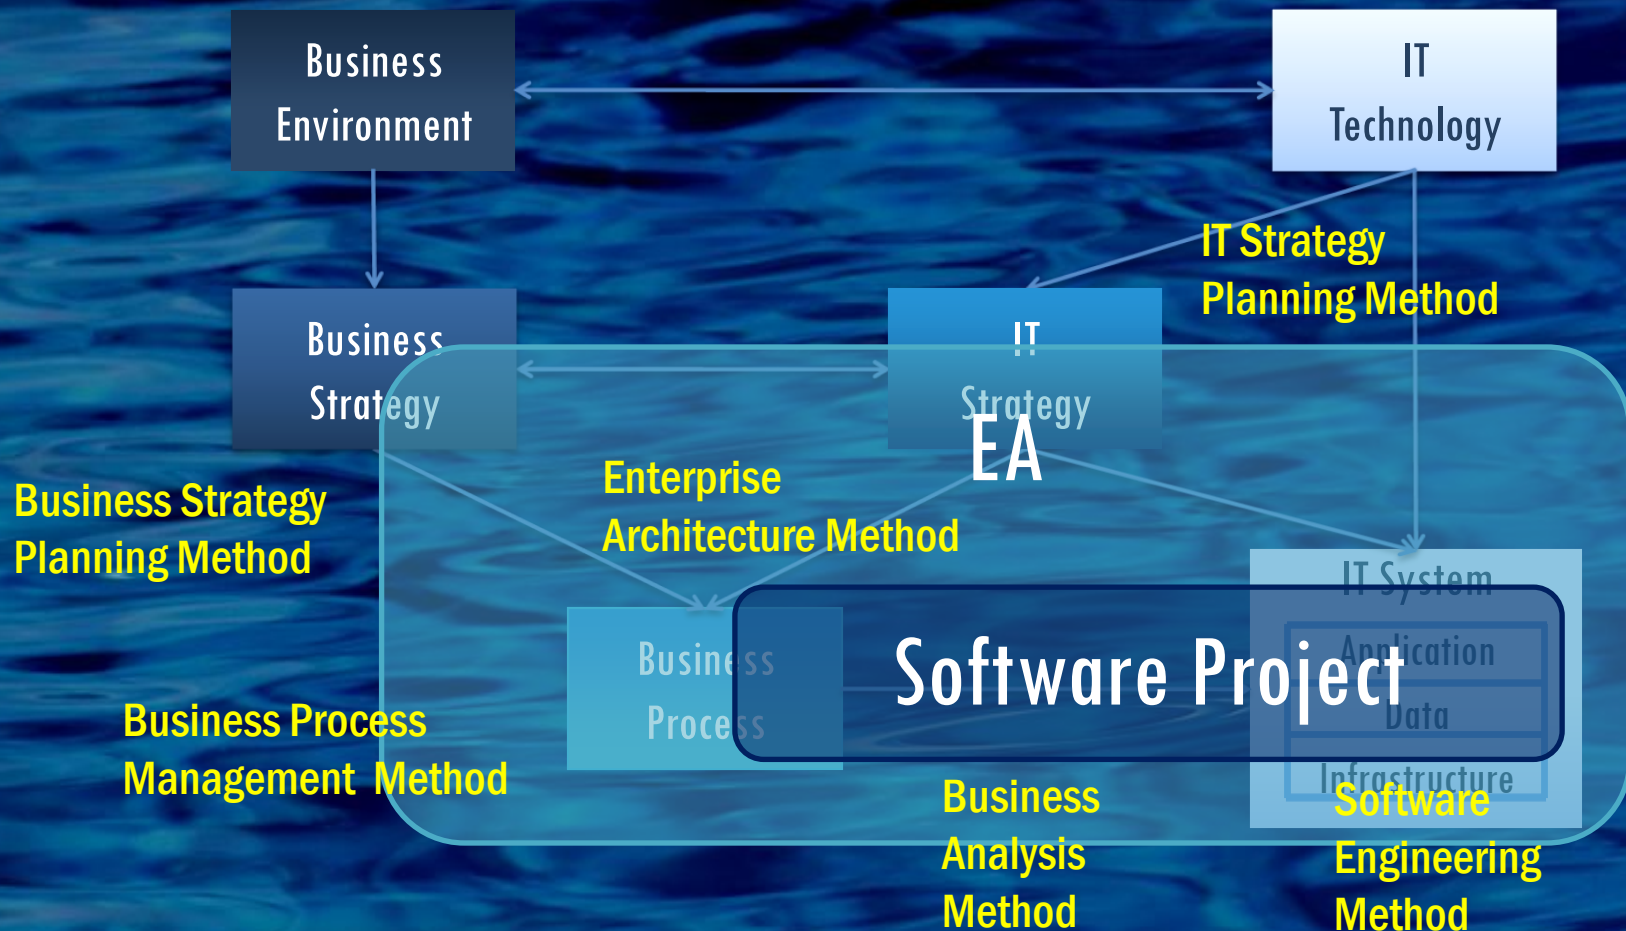 Business
Environment
IT
Technology
IT Strategy
Planning Method
Business
Strategy
IT
Strategy
EA
Enterprise
Architecture Method
Business Strategy
Planning Method
IT System
Application
Data
Infrastructure
Business
Process
Software Project
Business Process
Management Method
Business
Analysis
Method
Software
Engineering
Method